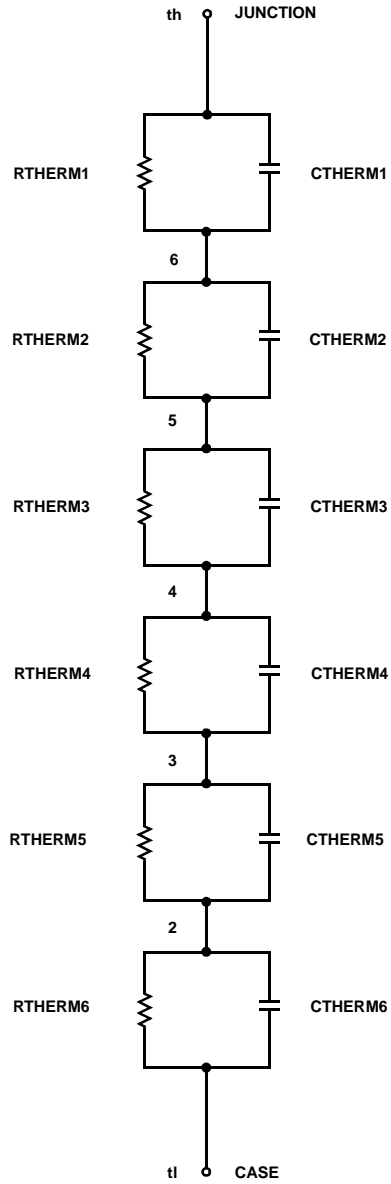 th JUNCTION
RTHERM1 CTHERM1
6
RTHERM2 CTHERM2
5
RTHERM3 CTHERM3
4
RTHERM4 CTHERM4
3
RTHERM5 CTHERM5
2
RTHERM6 CTHERM6
tl CASE